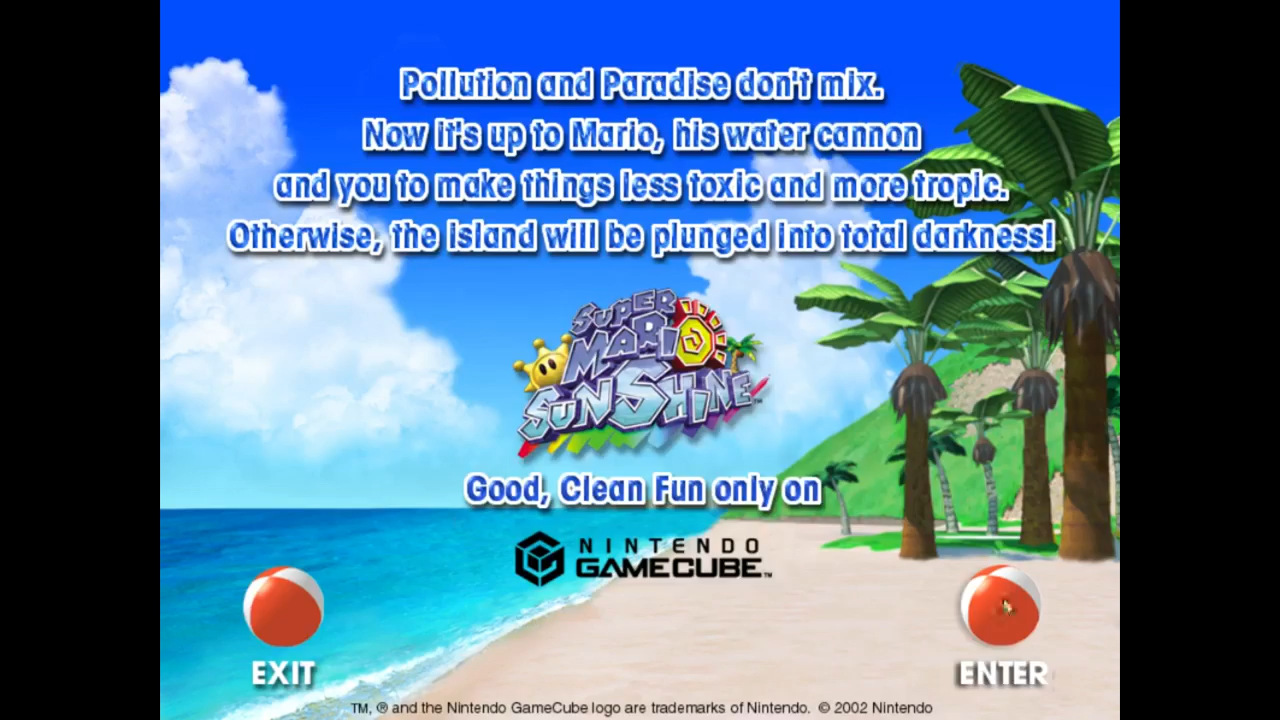 Pollution and Paradise don't mix.
Now it's up to Mario, his water cannon
and you to make things less toxic and more tropic.
Otherwise, the island will be plunged into total darkness!
SUPER
MARIO
SUNSHINE™
Good, Clean Fun only on
NINTENDO
GAMECUBE™
EXIT
ENTER
TM, ® and the Nintendo GameCube logo are trademarks of Nintendo. © 2002 Nintendo